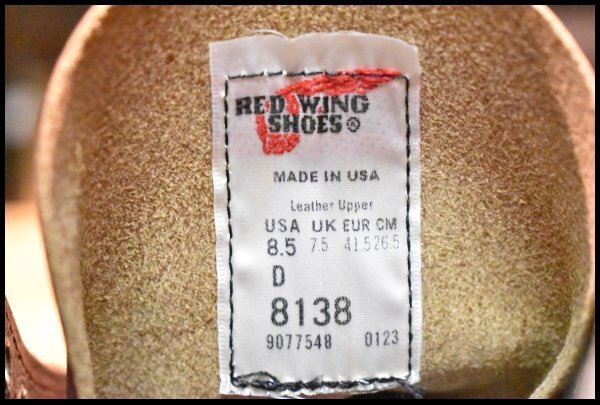 RED WING
SHOES®
MADE IN USA
Leather Upper
USA UK EUR CM
8.5 7.5 41.5 26.5
D
8138
9077548 0123